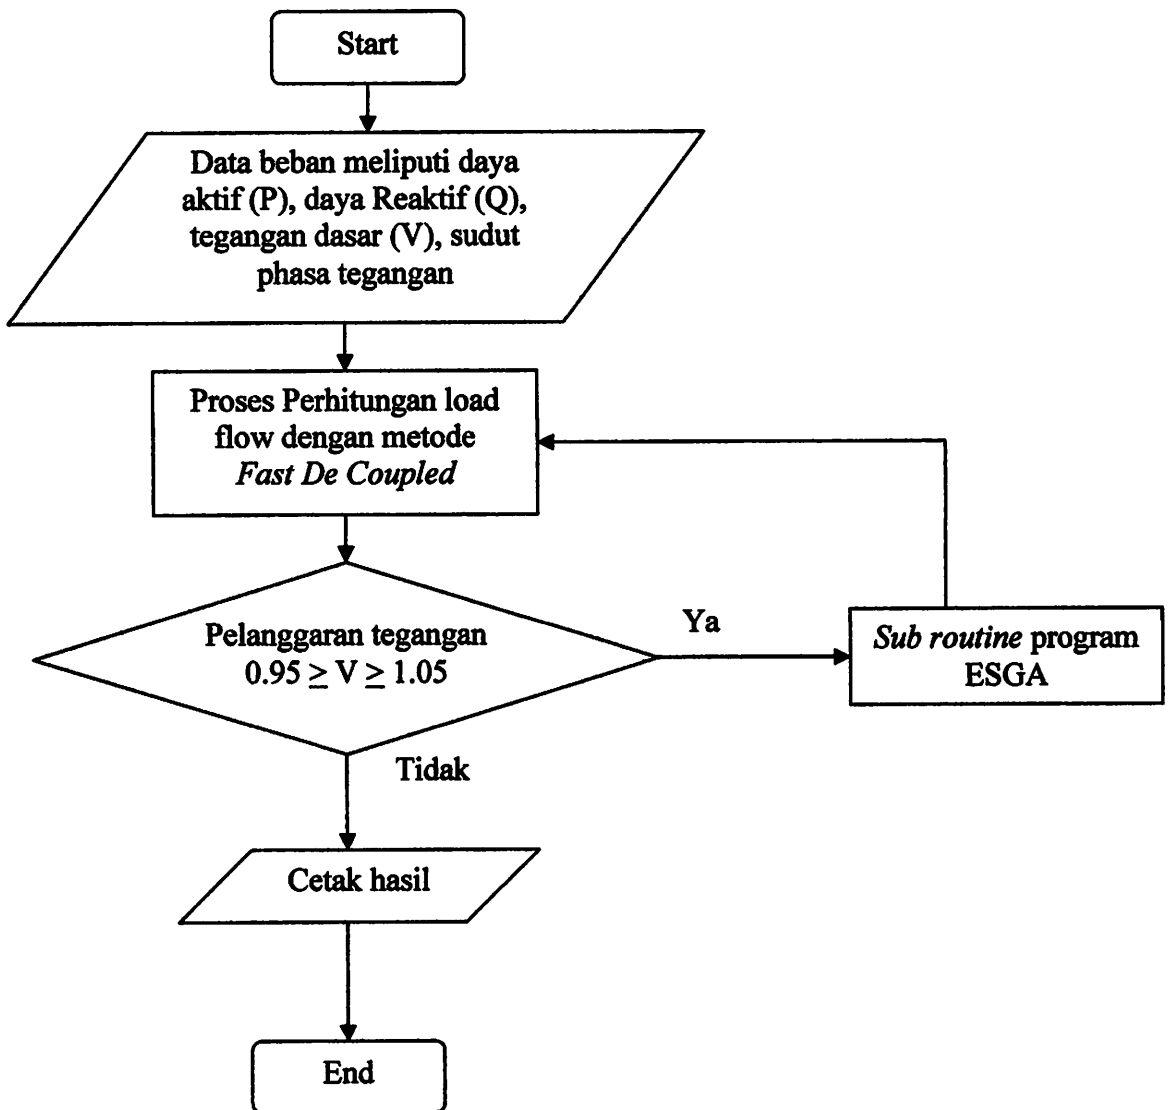 Start
Data beban meliputi daya
aktif (P), daya Reaktif (Q),
tegangan dasar (V), sudut
phasa tegangan
Proses Perhitungan load
flow dengan metode
Fast De Coupled
Pelanggaran tegangan
0.95 ≥ V ≥ 1.05
Ya
Sub routine program
ESGA
Tidak
Cetak hasil
End